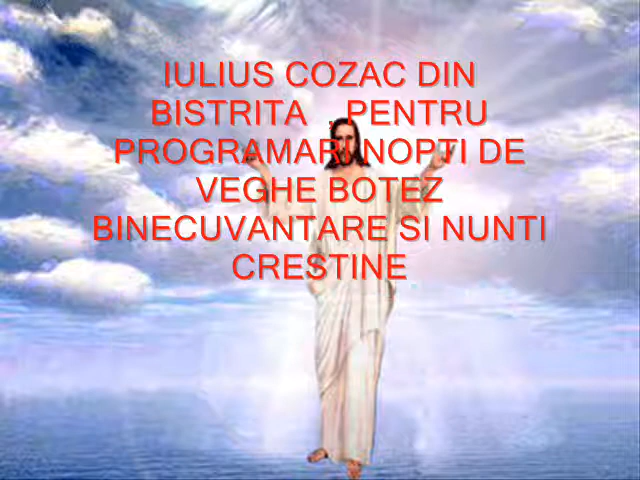 IULIUS COZAC DIN
BISTRITA , PENTRU
PROGRAMARI NOPTI DE
VEGHE BOTEZ
BINECUVANTARE SI NUNTI
CRESTINE